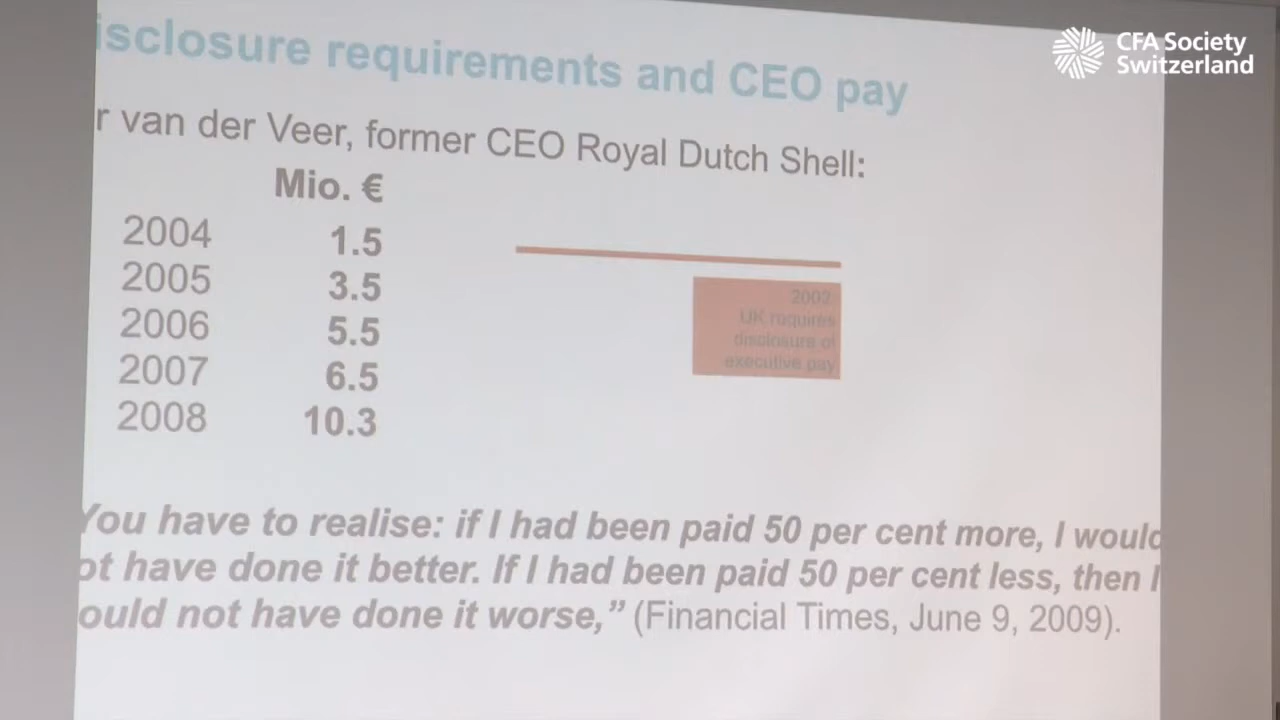 isclosure requirements and CEO pay
r van der Veer, former CEO Royal Dutch Shell:
Mio. €
2004 1.5
2005 3.5
2006 5.5
2007 6.5
2008 10.3
2002
UK requires
disclosure of
executive pay
You have to realise: if I had been paid 50 per cent more, I would
ot have done it better. If I had been paid 50 per cent less, then I
ould not have done it worse,” (Financial Times, June 9, 2009).
CFA Society
Switzerland